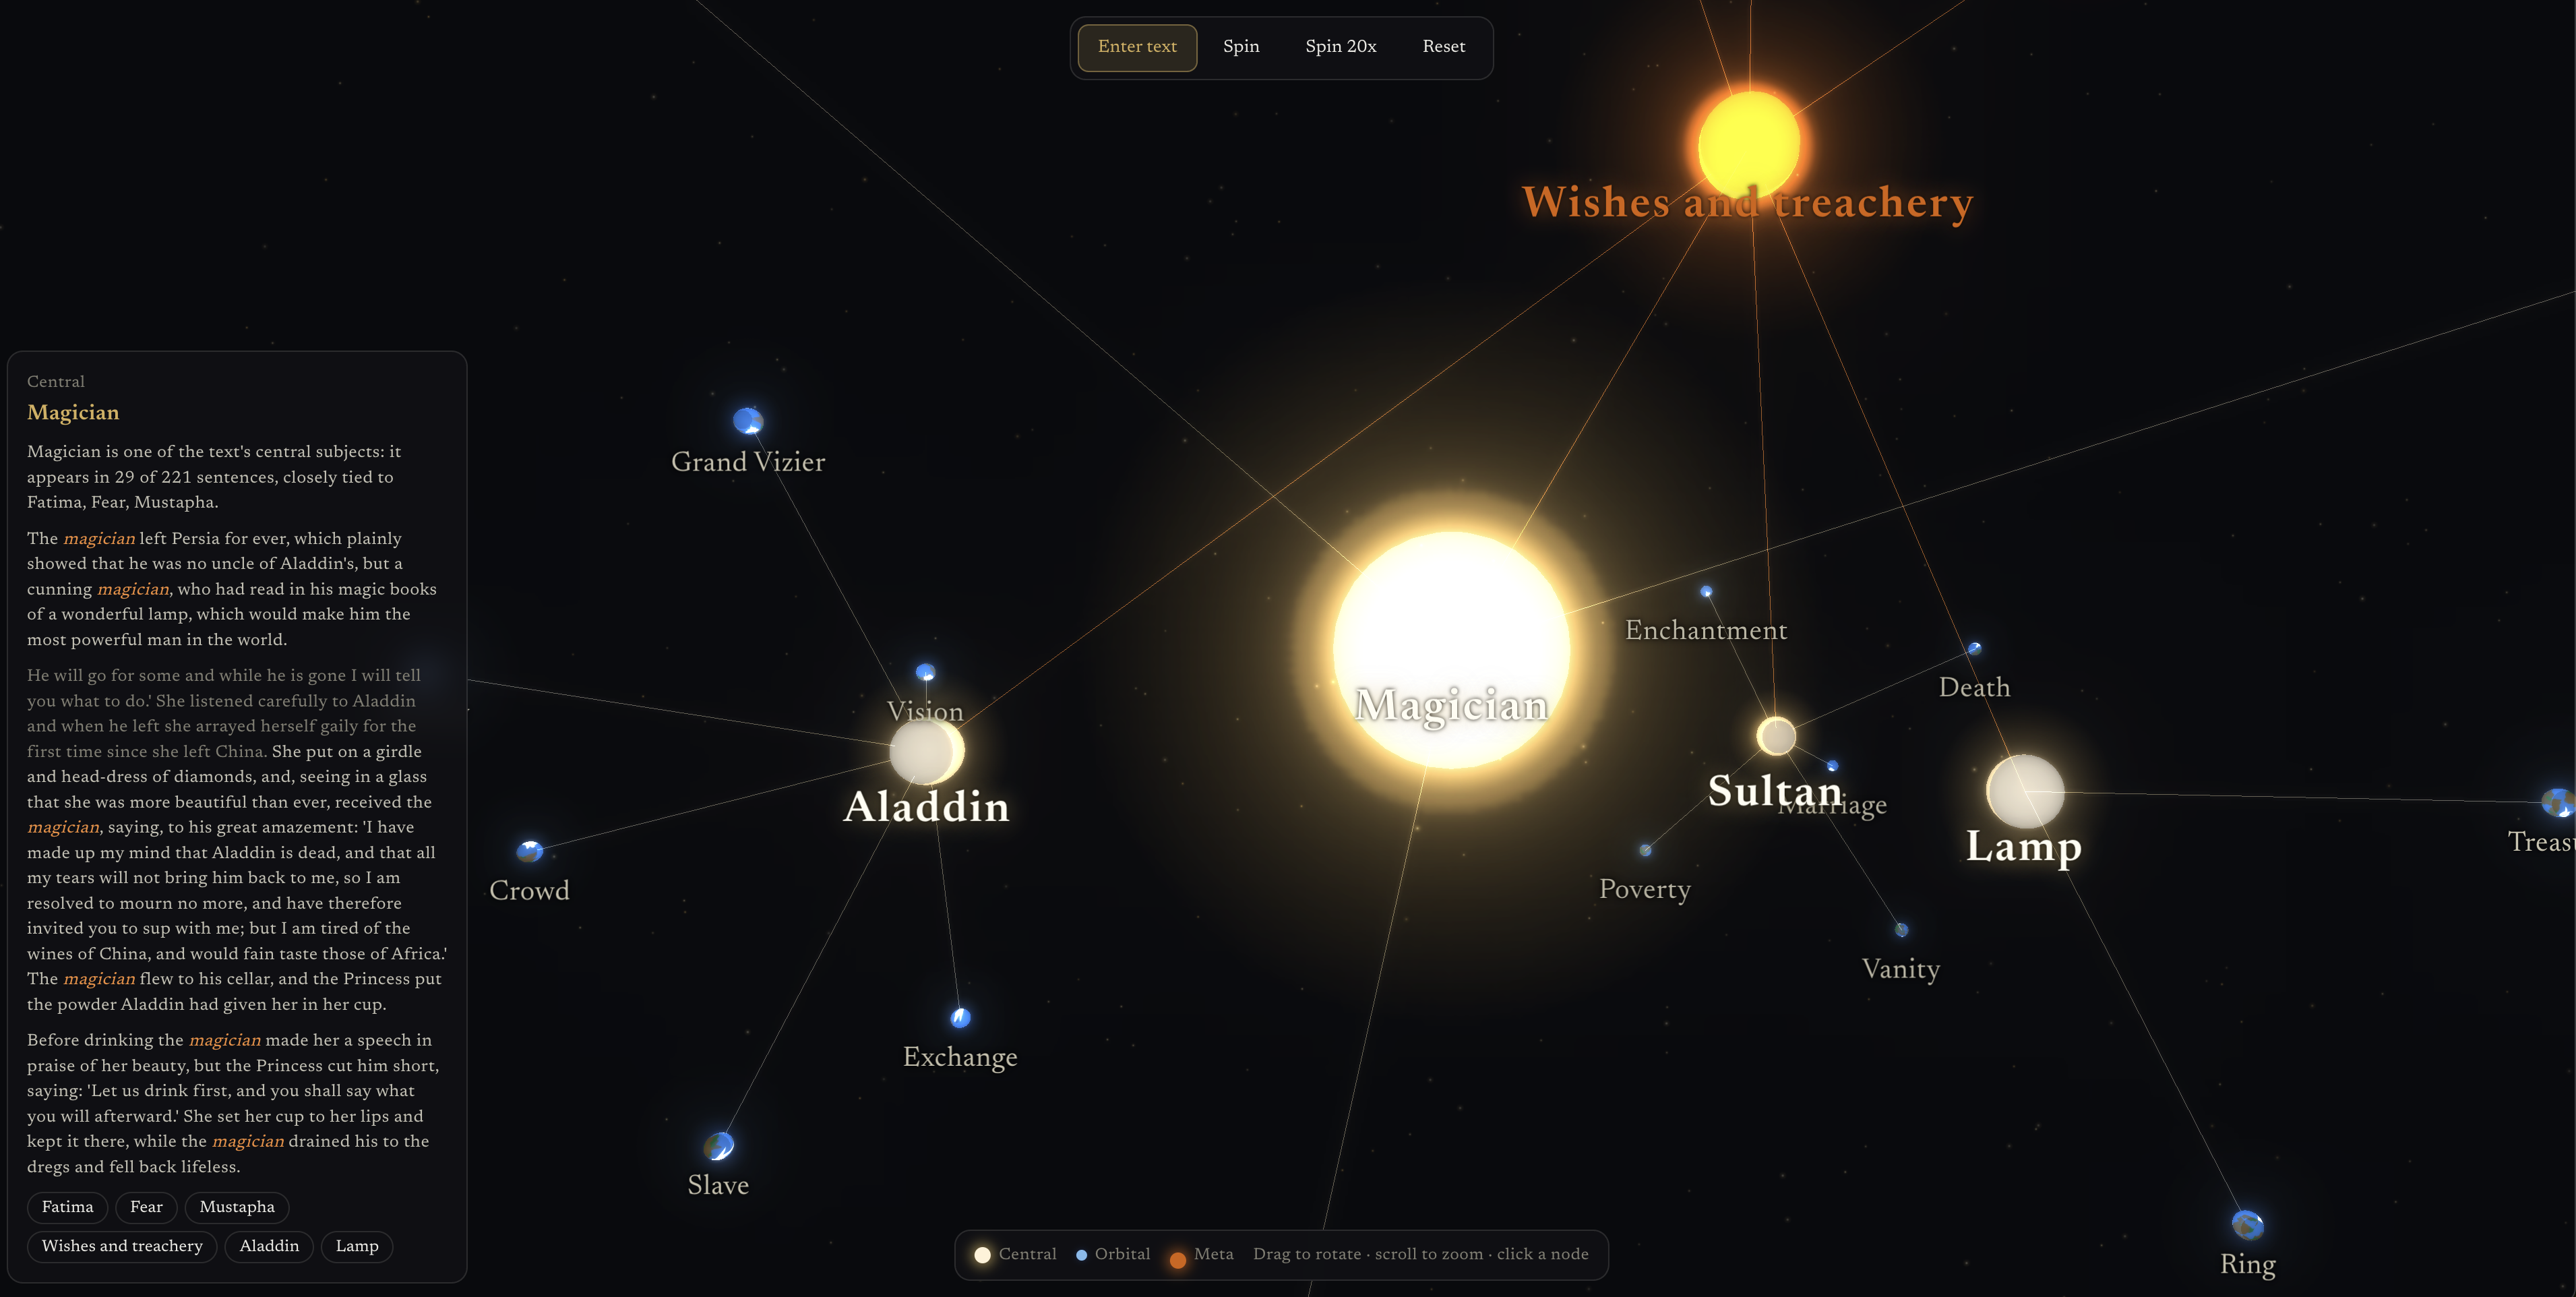 Enter text
Spin
Spin 20x
Reset
Wishes and treachery
Grand Vizier
Vision
Aladdin
Crowd
Exchange
Slave
Magician
Enchantment
Death
Sultan
Marriage
Lamp
Poverty
Vanity
Ring
Central
Magician
Magician is one of the text's central subjects: it
appears in 29 of 221 sentences, closely tied to
Fatima, Fear, Mustapha.
The magician left Persia for ever, which plainly
showed that he was no uncle of Aladdin's, but a
cunning magician, who had read in his magic books
of a wonderful lamp, which would make him the
most powerful man in the world.
He will go for some and while he is gone I will tell
you what to do.' She listened carefully to Aladdin
and when he left she arrayed herself gaily for the
first time since she left China. She put on a girdle
and head-dress of diamonds, and, seeing in a glass
that she was more beautiful than ever, received the
magician, saying, to his great amazement: 'I have
made up my mind that Aladdin is dead, and that all
my tears will not bring him back to me, so I am
resolved to mourn no more, and have therefore
invited you to sup with me; but I am tired of the
wines of China, and would fain taste those of Africa.'
The magician flew to his cellar, and the Princess put
the powder Aladdin had given her in her cup.
Before drinking the magician made her a speech in
praise of her beauty, but the Princess cut him short,
saying: 'Let us drink first, and you shall say what
you will afterward.' She set her cup to her lips and
kept it there, while the magician drained his to the
dregs and fell back lifeless.
Fatima
Fear
Mustapha
Wishes and treachery
Aladdin
Lamp
Central
Orbital
Meta
Drag to rotate · scroll to zoom · click a node